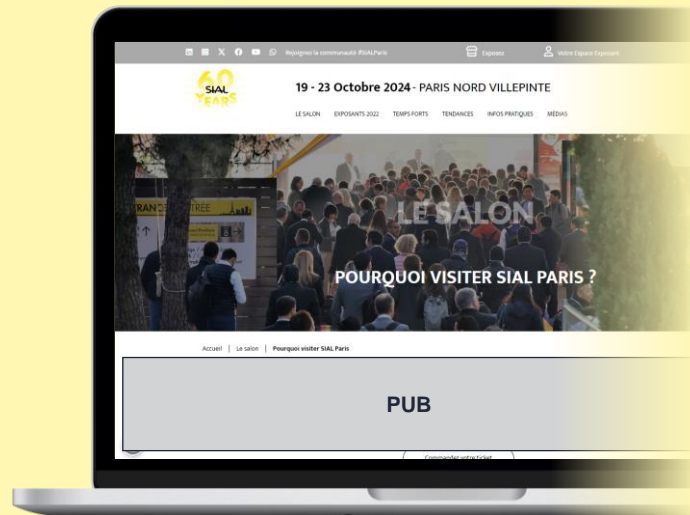 Rejoignez la communauté #SIALParis
Exposez
Votre Espace Exposant
60
SIAL
YEARS
19 - 23 Octobre 2024 - PARIS NORD VILLEPINTE
LE SALON EXPOSANTS 2022 TEMPS FORTS TENDANCES INFOS PRATIQUES MÉDIAS
LE SALON
POURQUOI VISITER SIAL PARIS ?
Accueil | Le salon | Pourquoi visiter SIAL Paris
PUB
Commander votre ticket